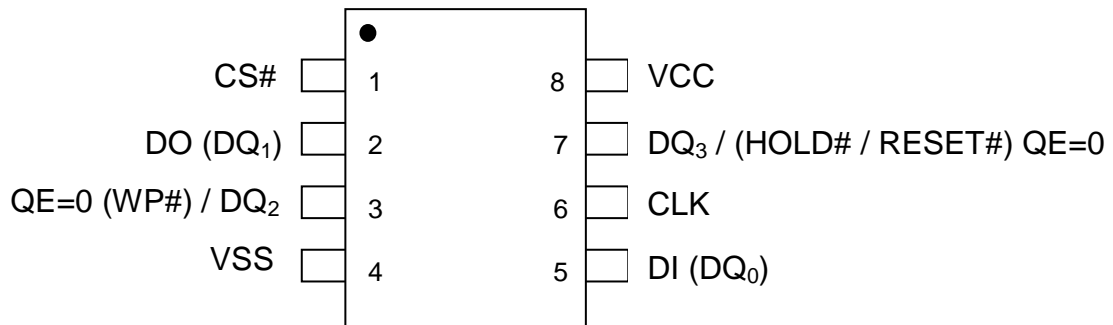 CS# 1 8 VCC
DO (DQ₁) 2 7 DQ₃ / (HOLD# / RESET#) QE=0
QE=0 (WP#) / DQ₂ 3 6 CLK
VSS 4 5 DI (DQ₀)